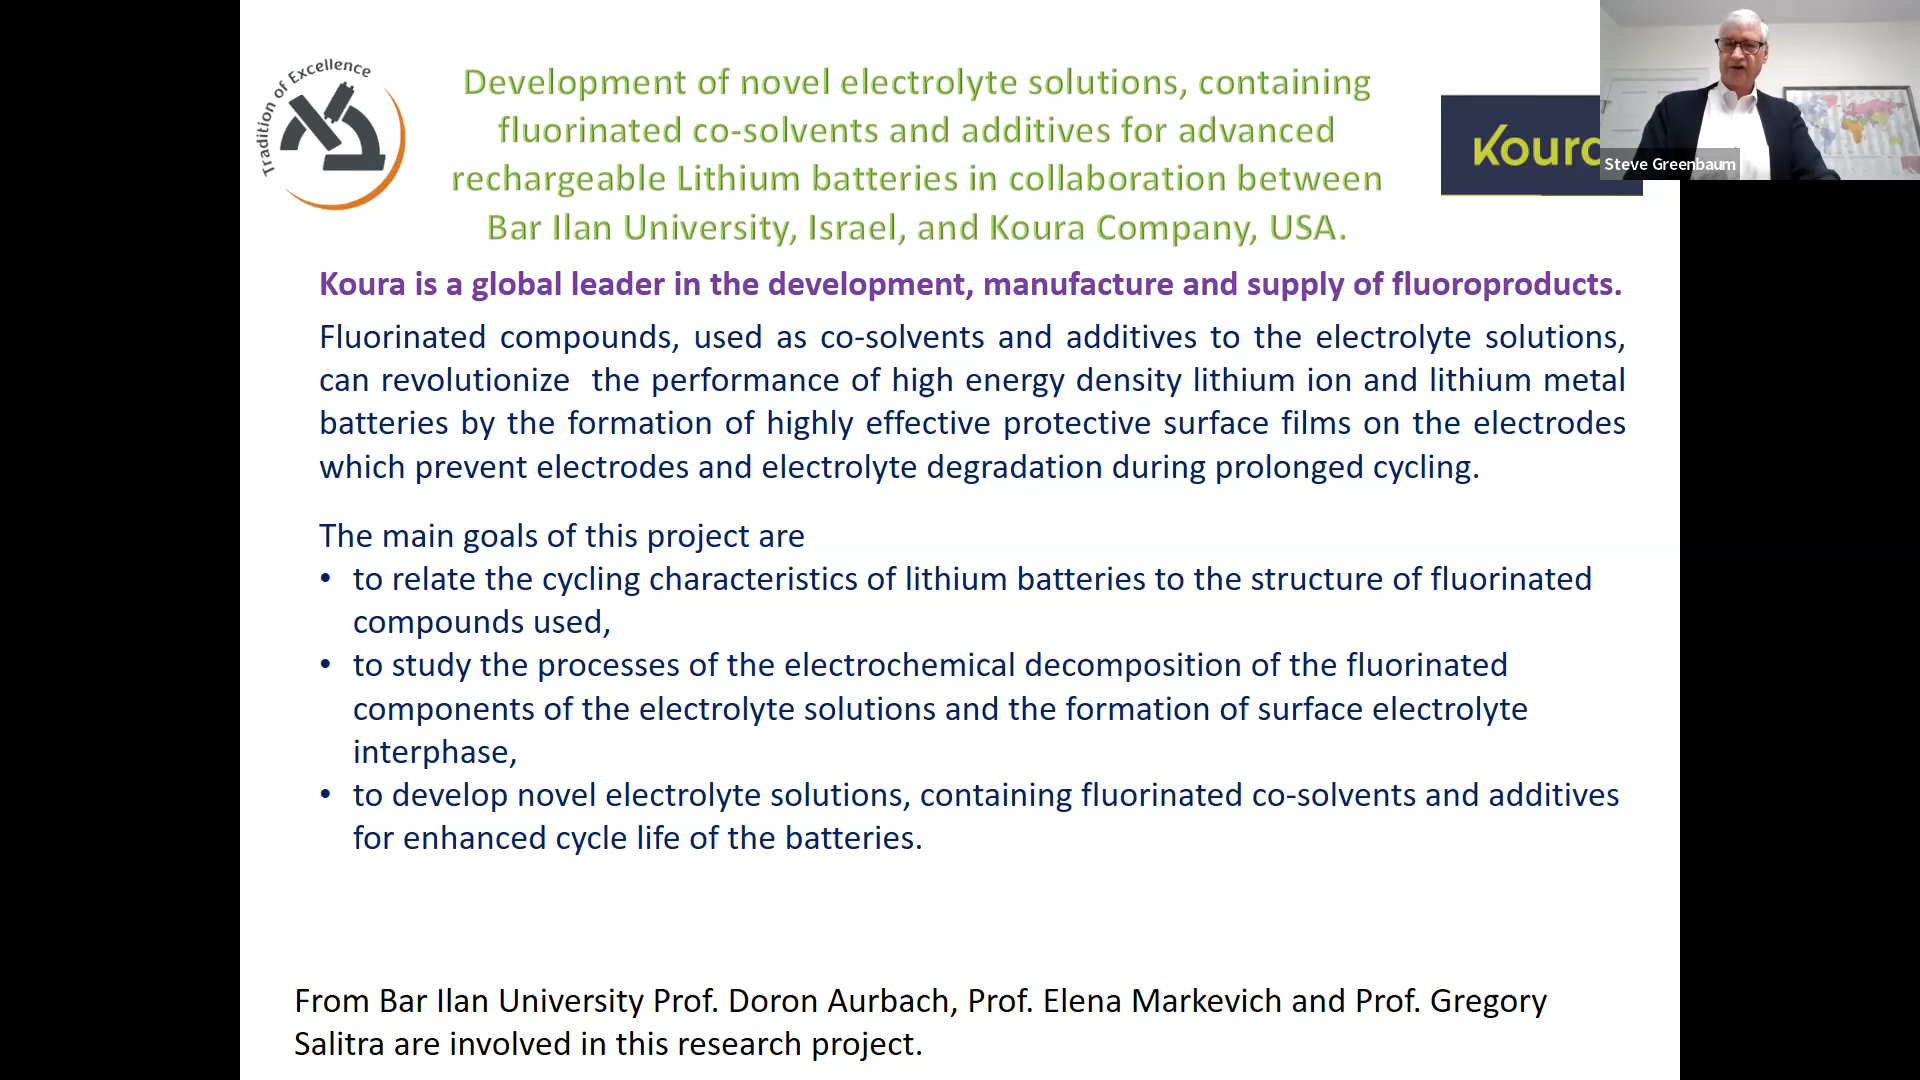 Tradition of Excellence
Development of novel electrolyte solutions, containing
fluorinated co-solvents and additives for advanced
rechargeable Lithium batteries in collaboration between
Bar Ilan University, Israel, and Koura Company, USA.
Koura
Steve Greenbaum
Koura is a global leader in the development, manufacture and supply of fluoroproducts.
Fluorinated compounds, used as co-solvents and additives to the electrolyte solutions,
can revolutionize  the performance of high energy density lithium ion and lithium metal
batteries by the formation of highly effective protective surface films on the electrodes
which prevent electrodes and electrolyte degradation during prolonged cycling.
The main goals of this project are
• to relate the cycling characteristics of lithium batteries to the structure of fluorinated
compounds used,
• to study the processes of the electrochemical decomposition of the fluorinated
components of the electrolyte solutions and the formation of surface electrolyte
interphase,
• to develop novel electrolyte solutions, containing fluorinated co-solvents and additives
for enhanced cycle life of the batteries.
From Bar Ilan University Prof. Doron Aurbach, Prof. Elena Markevich and Prof. Gregory
Salitra are involved in this research project.